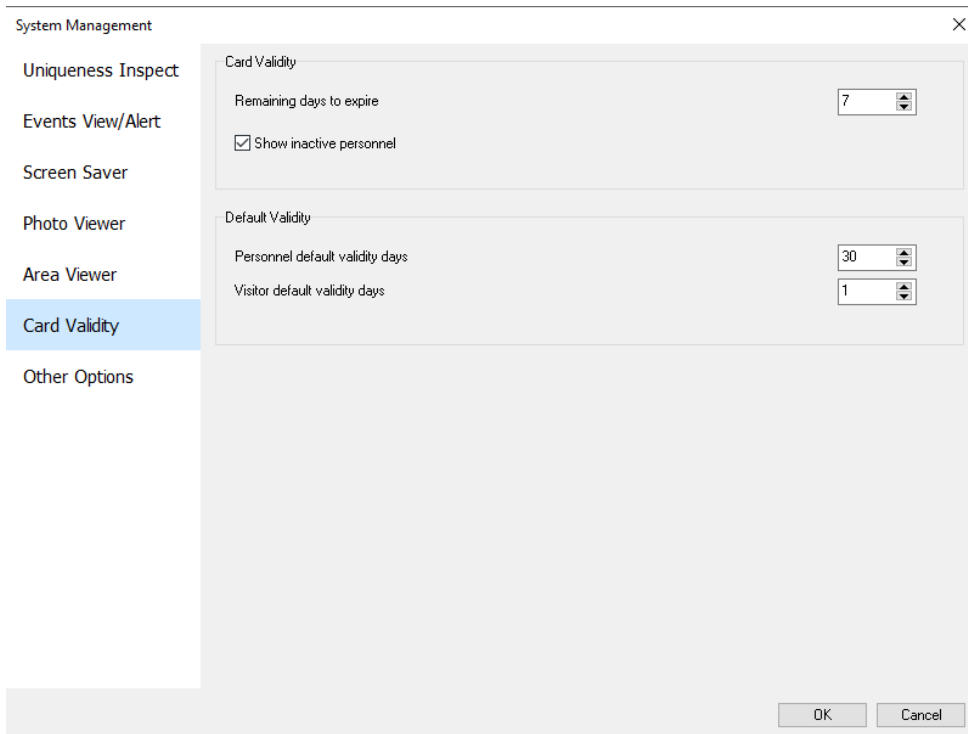 System Management
Uniqueness Inspect
Events View/Alert
Screen Saver
Photo Viewer
Area Viewer
Card Validity
Other Options
Card Validity
Remaining days to expire 7
Show inactive personnel
Default Validity
Personnel default validity days 30
Visitor default validity days 1
OK Cancel